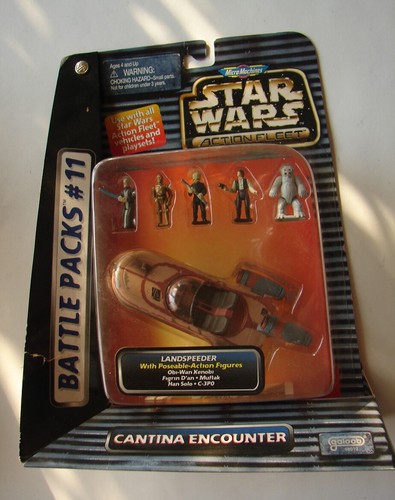 Ages 4 and Up
WARNING:
CHOKING HAZARD-Small parts.
Not for children under 3 years.
Micro Machines
STAR
WARS
ACTION FLEET
Use with all
Star Wars
Action Fleet
vehicles and
playsets!
BATTLE PACKS™ #11
LANDSPEEDER
With Poseable-Action Figures
Obi-Wan Kenobi
Figrin D'an • Muftak
Han Solo • C-3PO
CANTINA ENCOUNTER
galoob